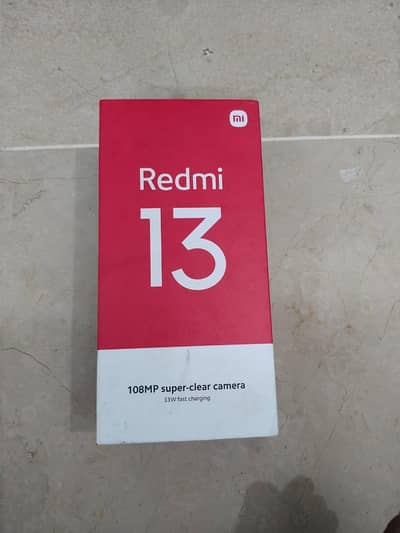 mi
Redmi
13
108MP super-clear camera
33W fast charging